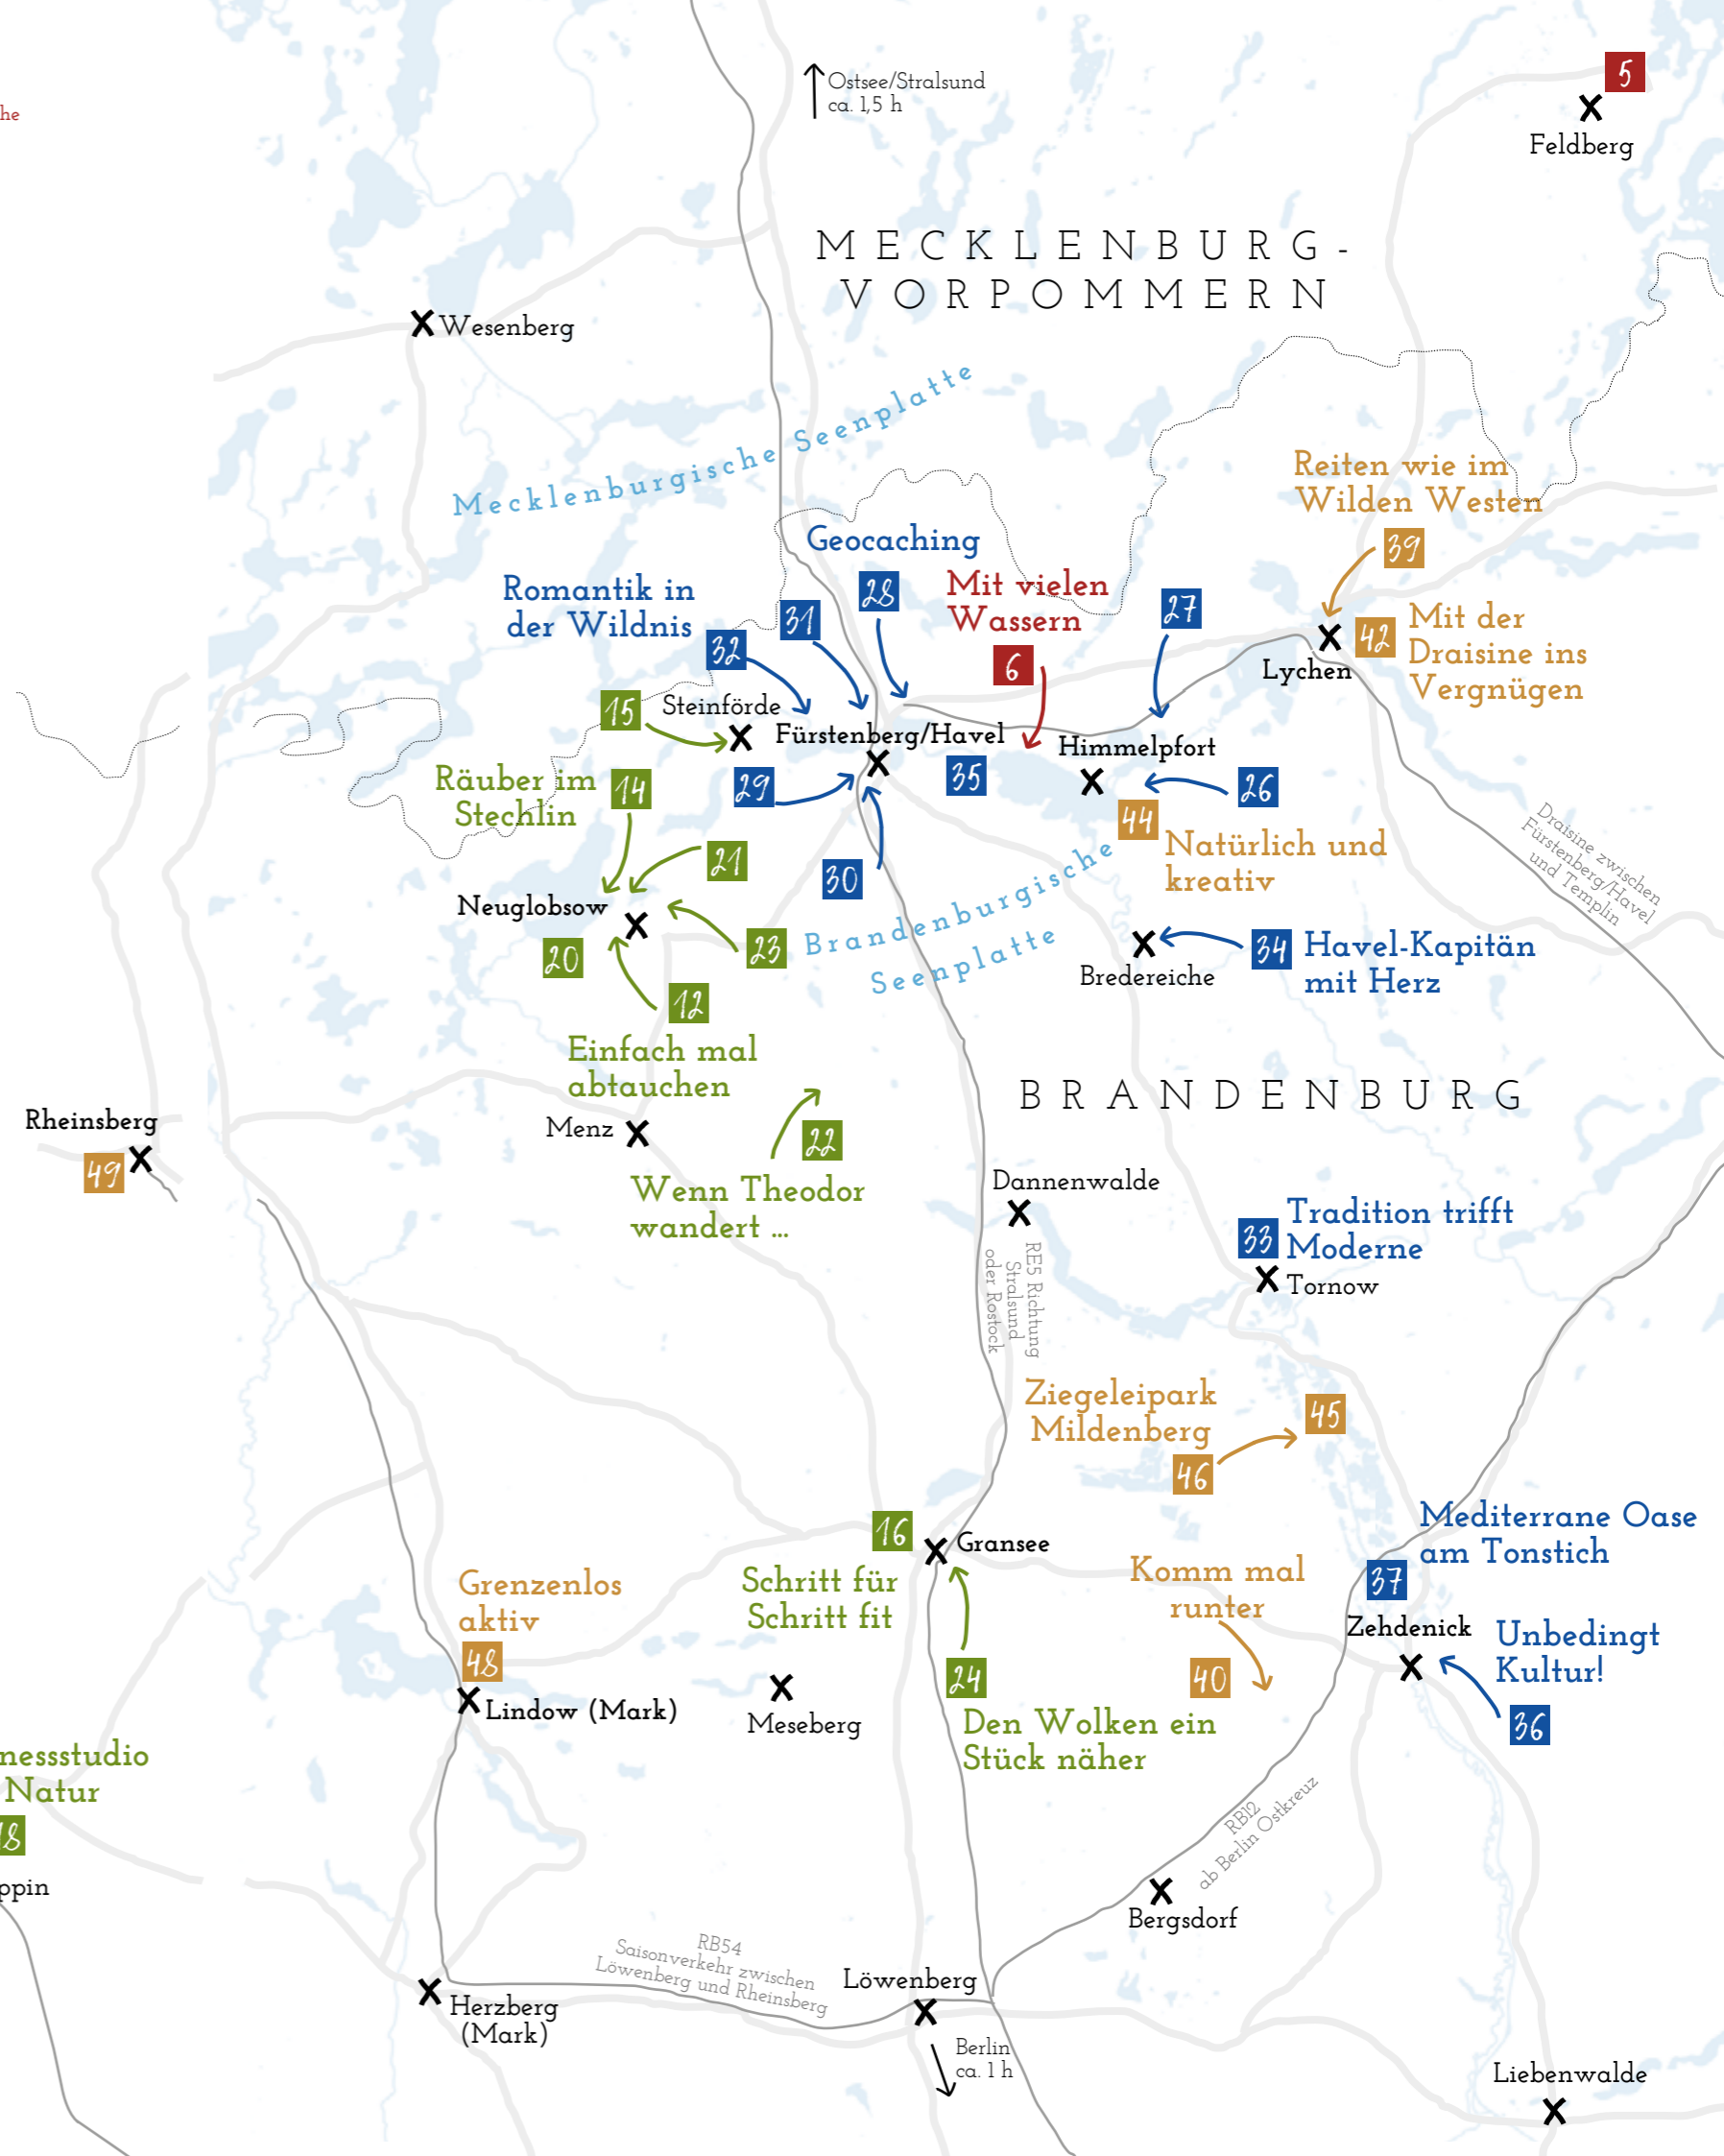 Ostsee/Stralsund
ca. 1,5 h
5
Feldberg
he
MECKLENBURG-
VORPOMMERN
Wesenberg
Mecklenburgische Seenplatte
Reiten wie im
Wilden Westen
39
Geocaching
28
Romantik in
der Wildnis
32
31
Mit vielen
Wassern
6
27
42
Mit der
Draisine ins
Vergnügen
Lychen
15
Steinförde
Fürstenberg/Havel
35
Himmelpfort
29
26
Räuber im
Stechlin
14
44
Natürlich und
kreativ
Draisine zwischen
Fürstenberg/Havel
und Templin
21
30
Neuglobsow
20
23
Brandenburgische
Seenplatte
34
Havel-Kapitän
mit Herz
Bredereiche
12
Einfach mal
abtauchen
BRANDENBURG
Rheinsberg
49
Menz
22
Wenn Theodor
wandert ...
Dannenwalde
RE5 Richtung
Stralsund
oder Rostock
33
Tradition trifft
Moderne
Tornow
Ziegeleipark
Mildenberg
45
46
16
Gransee
Schritt für
Schritt fit
Mediterrane Oase
am Tonstich
37
Komm mal
runter
40
Zehdenick
Unbedingt
Kultur!
36
Grenzenlos
aktiv
48
Lindow (Mark)
Meseberg
24
Den Wolken ein
Stück näher
nessstudio
Natur
18
ppin
RB12
ab Berlin Ostkreuz
Bergsdorf
RB54
Saisonverkehr zwischen
Löwenberg und Rheinsberg
Löwenberg
Herzberg
(Mark)
Berlin
ca. 1 h
Liebenwalde